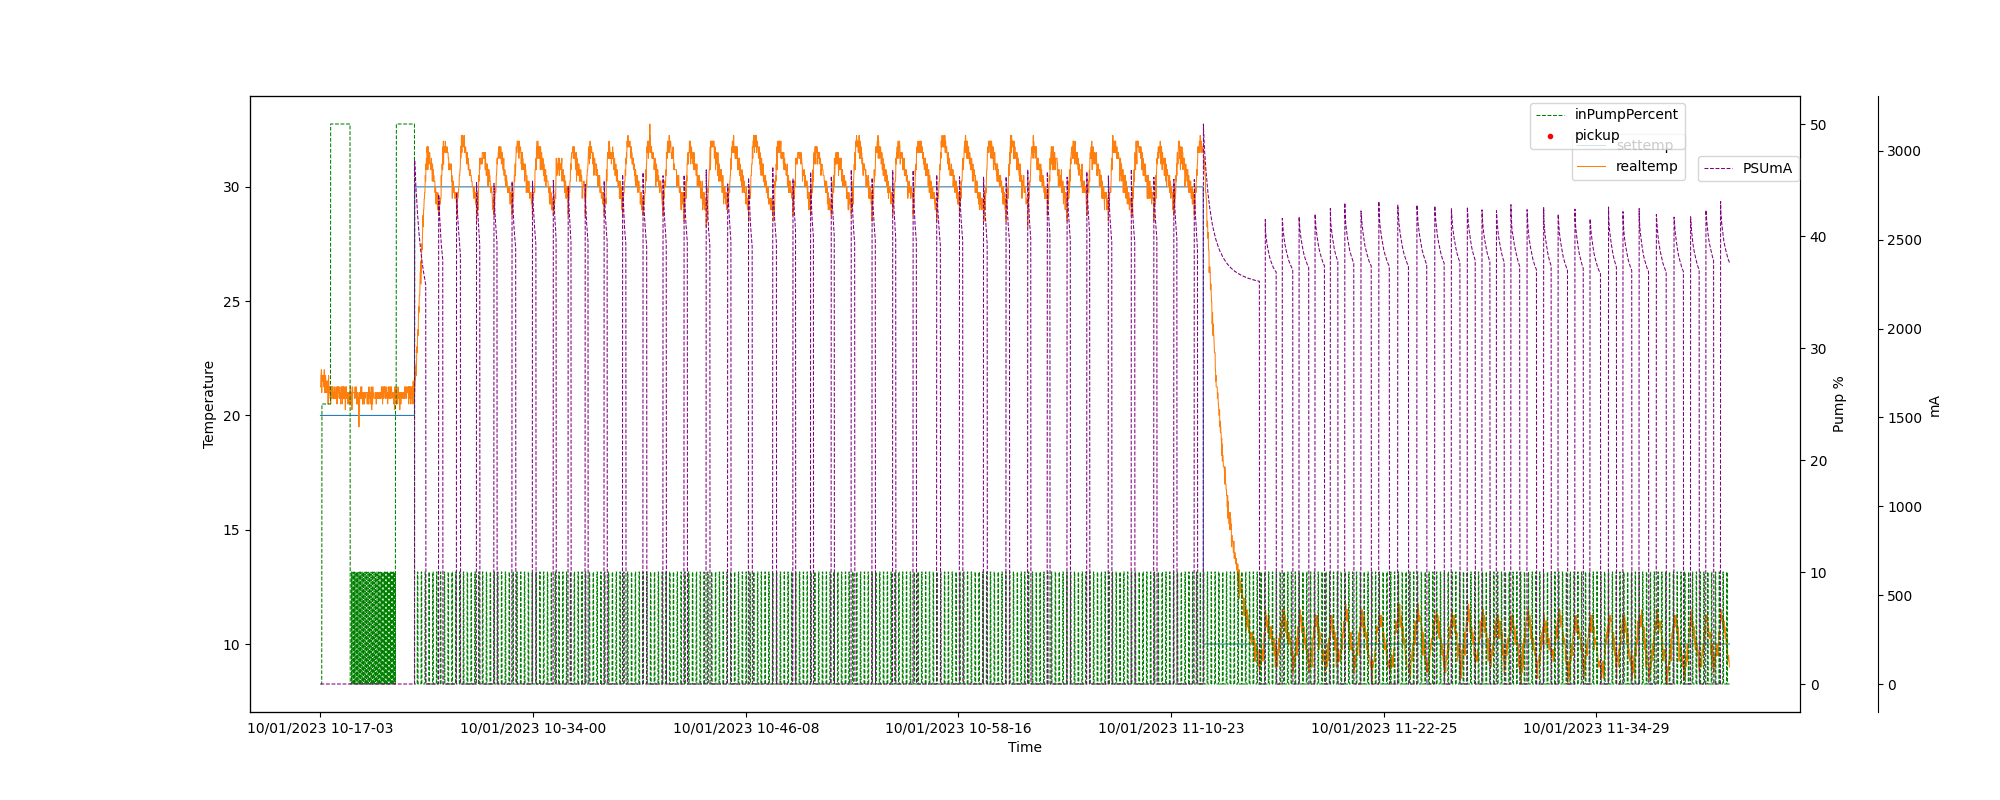 inPumpPercent
pickup
settemp
realtemp
PSUmA
30
25
20
15
10
50
40
30
20
10
0
3000
2500
2000
1500
1000
500
0
Temperature
Pump %
mA
10/01/2023 10-17-03
10/01/2023 10-34-00
10/01/2023 10-46-08
10/01/2023 10-58-16
10/01/2023 11-10-23
10/01/2023 11-22-25
10/01/2023 11-34-29
Time